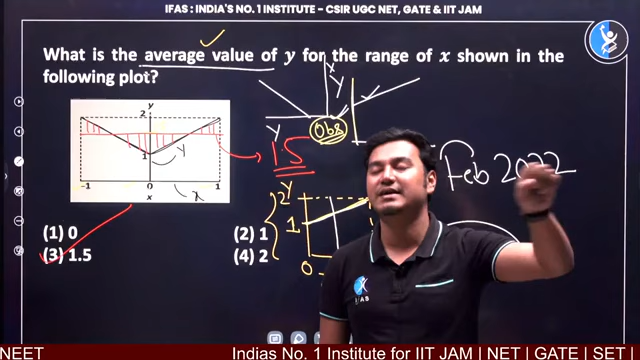 IFAS: INDIA'S NO. 1 INSTITUTE - CSIR UGC NET, GATE & IIT JAM
What is the average value of y for the range of x shown in the
following plot?
y
2
1
y
-1
0
1
x
x
y
y
Obs
1.5
Feb 2022
2
y
1
0
(1) 0
(2) 1
(3) 1.5
(4) 2
IFAS
NEET
Indias No. 1 Institute for IIT JAM | NET | GATE | SET |